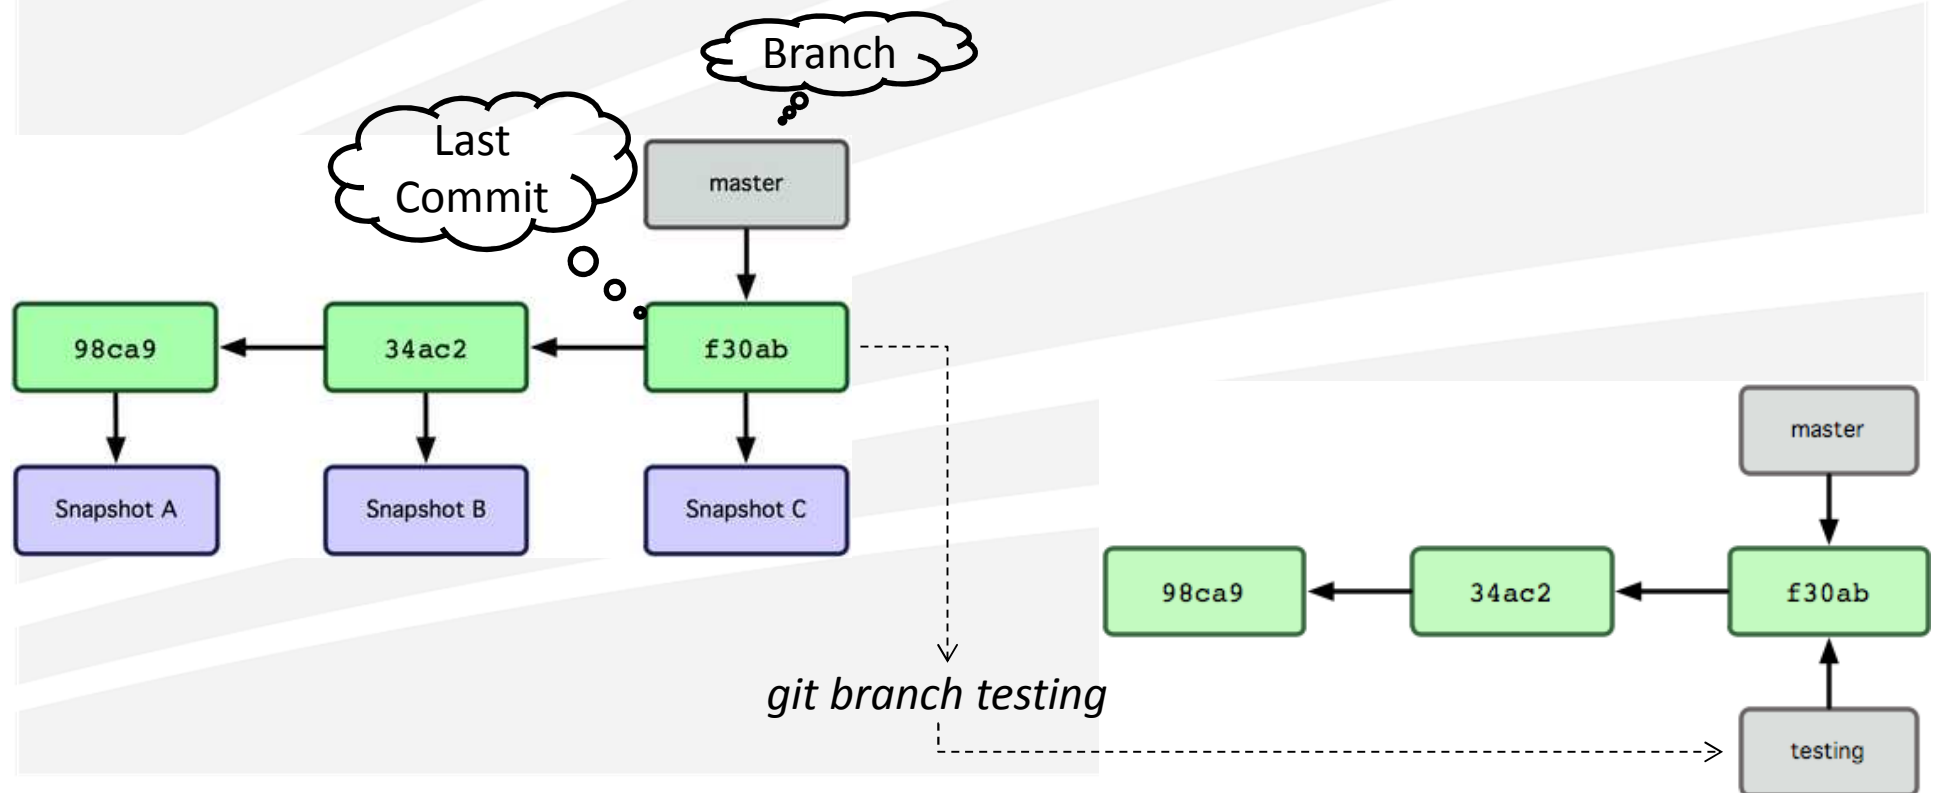 Branch
Last
Commit
master
98ca9
34ac2
f30ab
Snapshot A
Snapshot B
Snapshot C
master
98ca9
34ac2
f30ab
git branch testing
testing